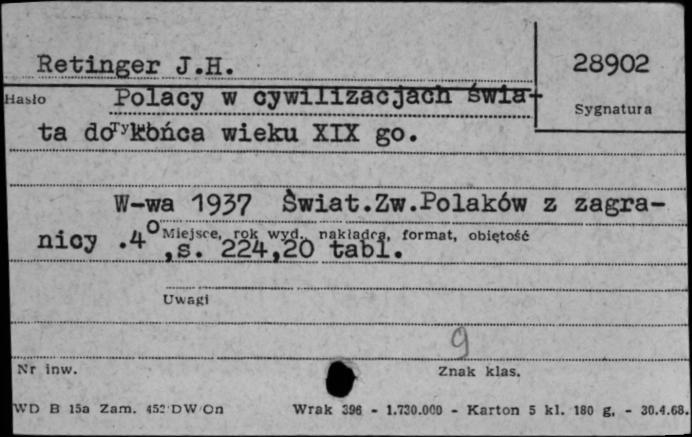 Retinger J.H.
28902
Hasło
Polacy w cywilizacjach świa-
Sygnatura
ta do końca wieku XIX go.
W-wa 1937 Świat.Zw.Polaków z zagra-
nicy .4°
Miejsce, rok wyd., nakładca, format, objętość
,s. 224,20 tabl.
Uwagi
9
Nr inw.
Znak klas.
WD B 15a Zam. 452 DW On
Wrak 396 - 1.730.000 - Karton 5 kl. 180 g. - 30.4.68.